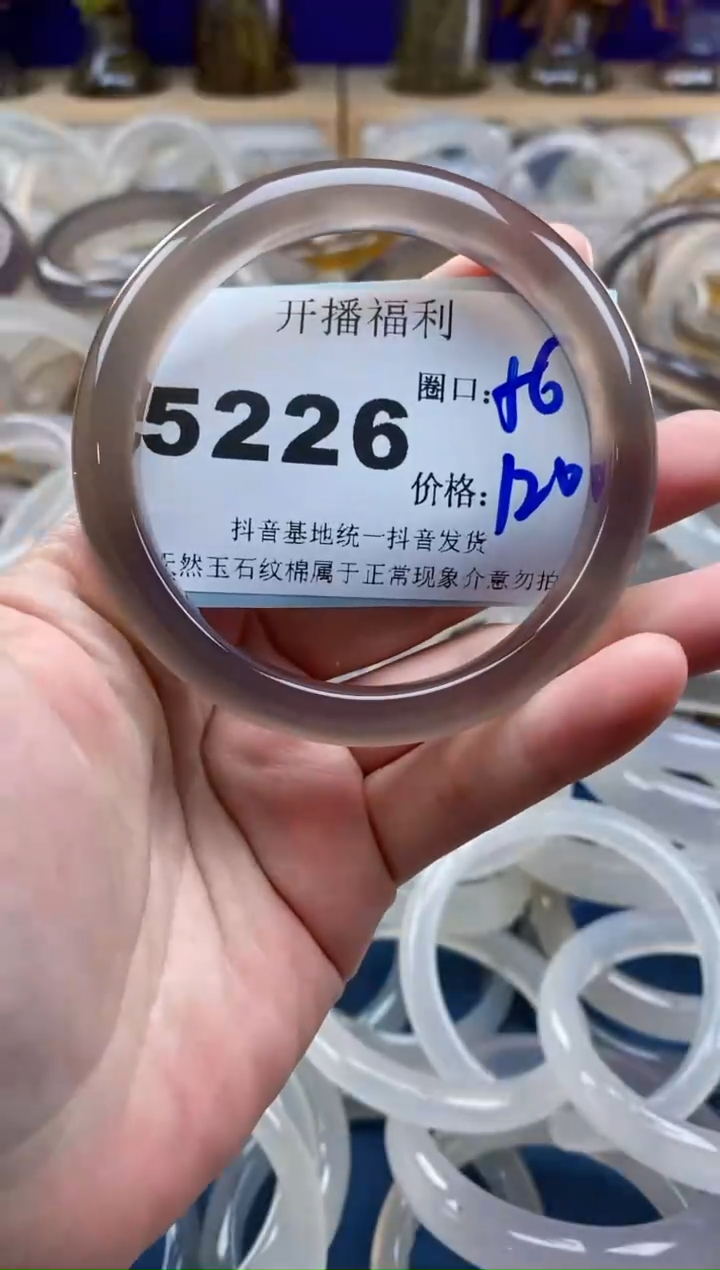 开播福利
5226
圈口:56
价格:120
抖音基地统一抖音发货
天然玉石纹棉属于正常现象介意勿拍